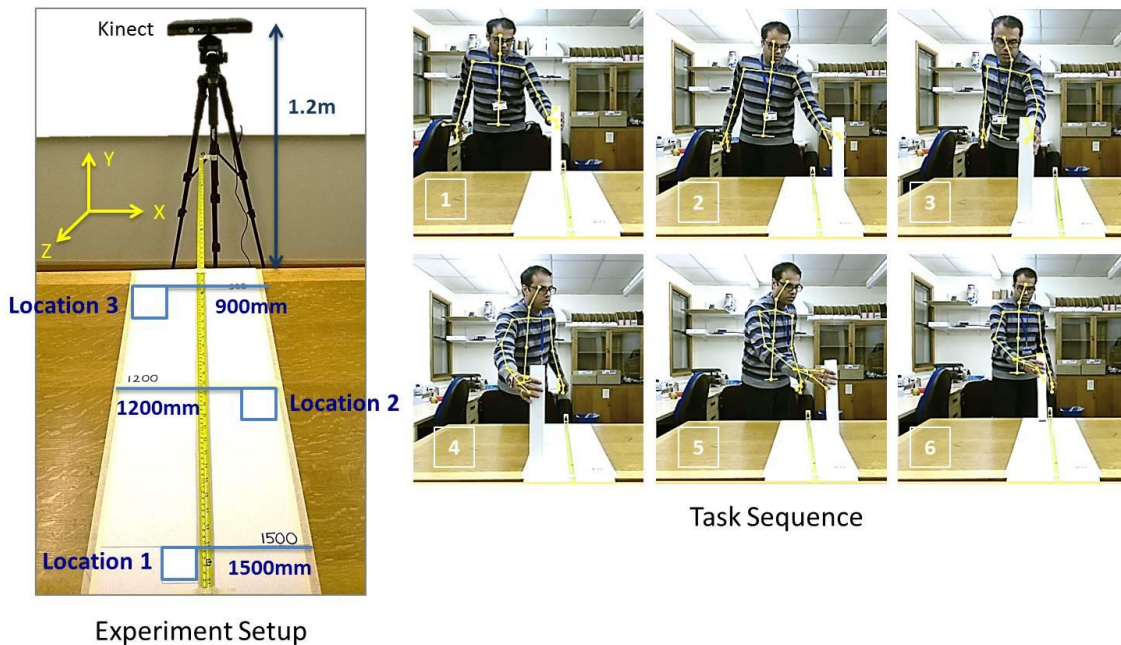 Kinect
1.2m
Y
X
Z
Location 3
900mm
1200
1200mm
Location 2
1500
Location 1
1500mm
Experiment Setup
1
2
3
4
5
6
Task Sequence